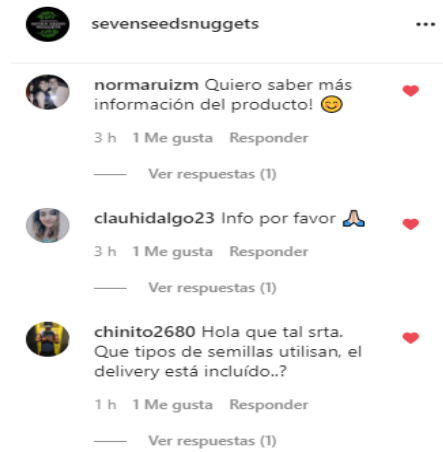 sevenseedsnuggets
normaruizm Quiero saber más
información del producto! 😊
3 h 1 Me gusta Responder
Ver respuestas (1)
clauhidalgo23 Info por favor 🙏🏻
3 h 1 Me gusta Responder
Ver respuestas (1)
chinito2680 Hola que tal srta.
Que tipos de semillas utilisan, el
delivery está incluído..?
1 h 1 Me gusta Responder
Ver respuestas (1)